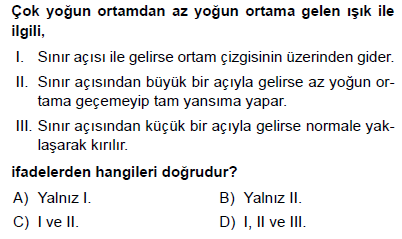 Çok yoğun ortamdan az yoğun ortama gelen ışık ile
ilgili,
I. Sınır açısı ile gelirse ortam çizgisinin üzerinden gider.
II. Sınır açısından büyük bir açıyla gelirse az yoğun or-
tama geçemeyip tam yansıma yapar.
III. Sınır açısından küçük bir açıyla gelirse normale yak-
laşarak kırılır.
ifadelerden hangileri doğrudur?
A) Yalnız I. B) Yalnız II.
C) I ve II. D) I, II ve III.